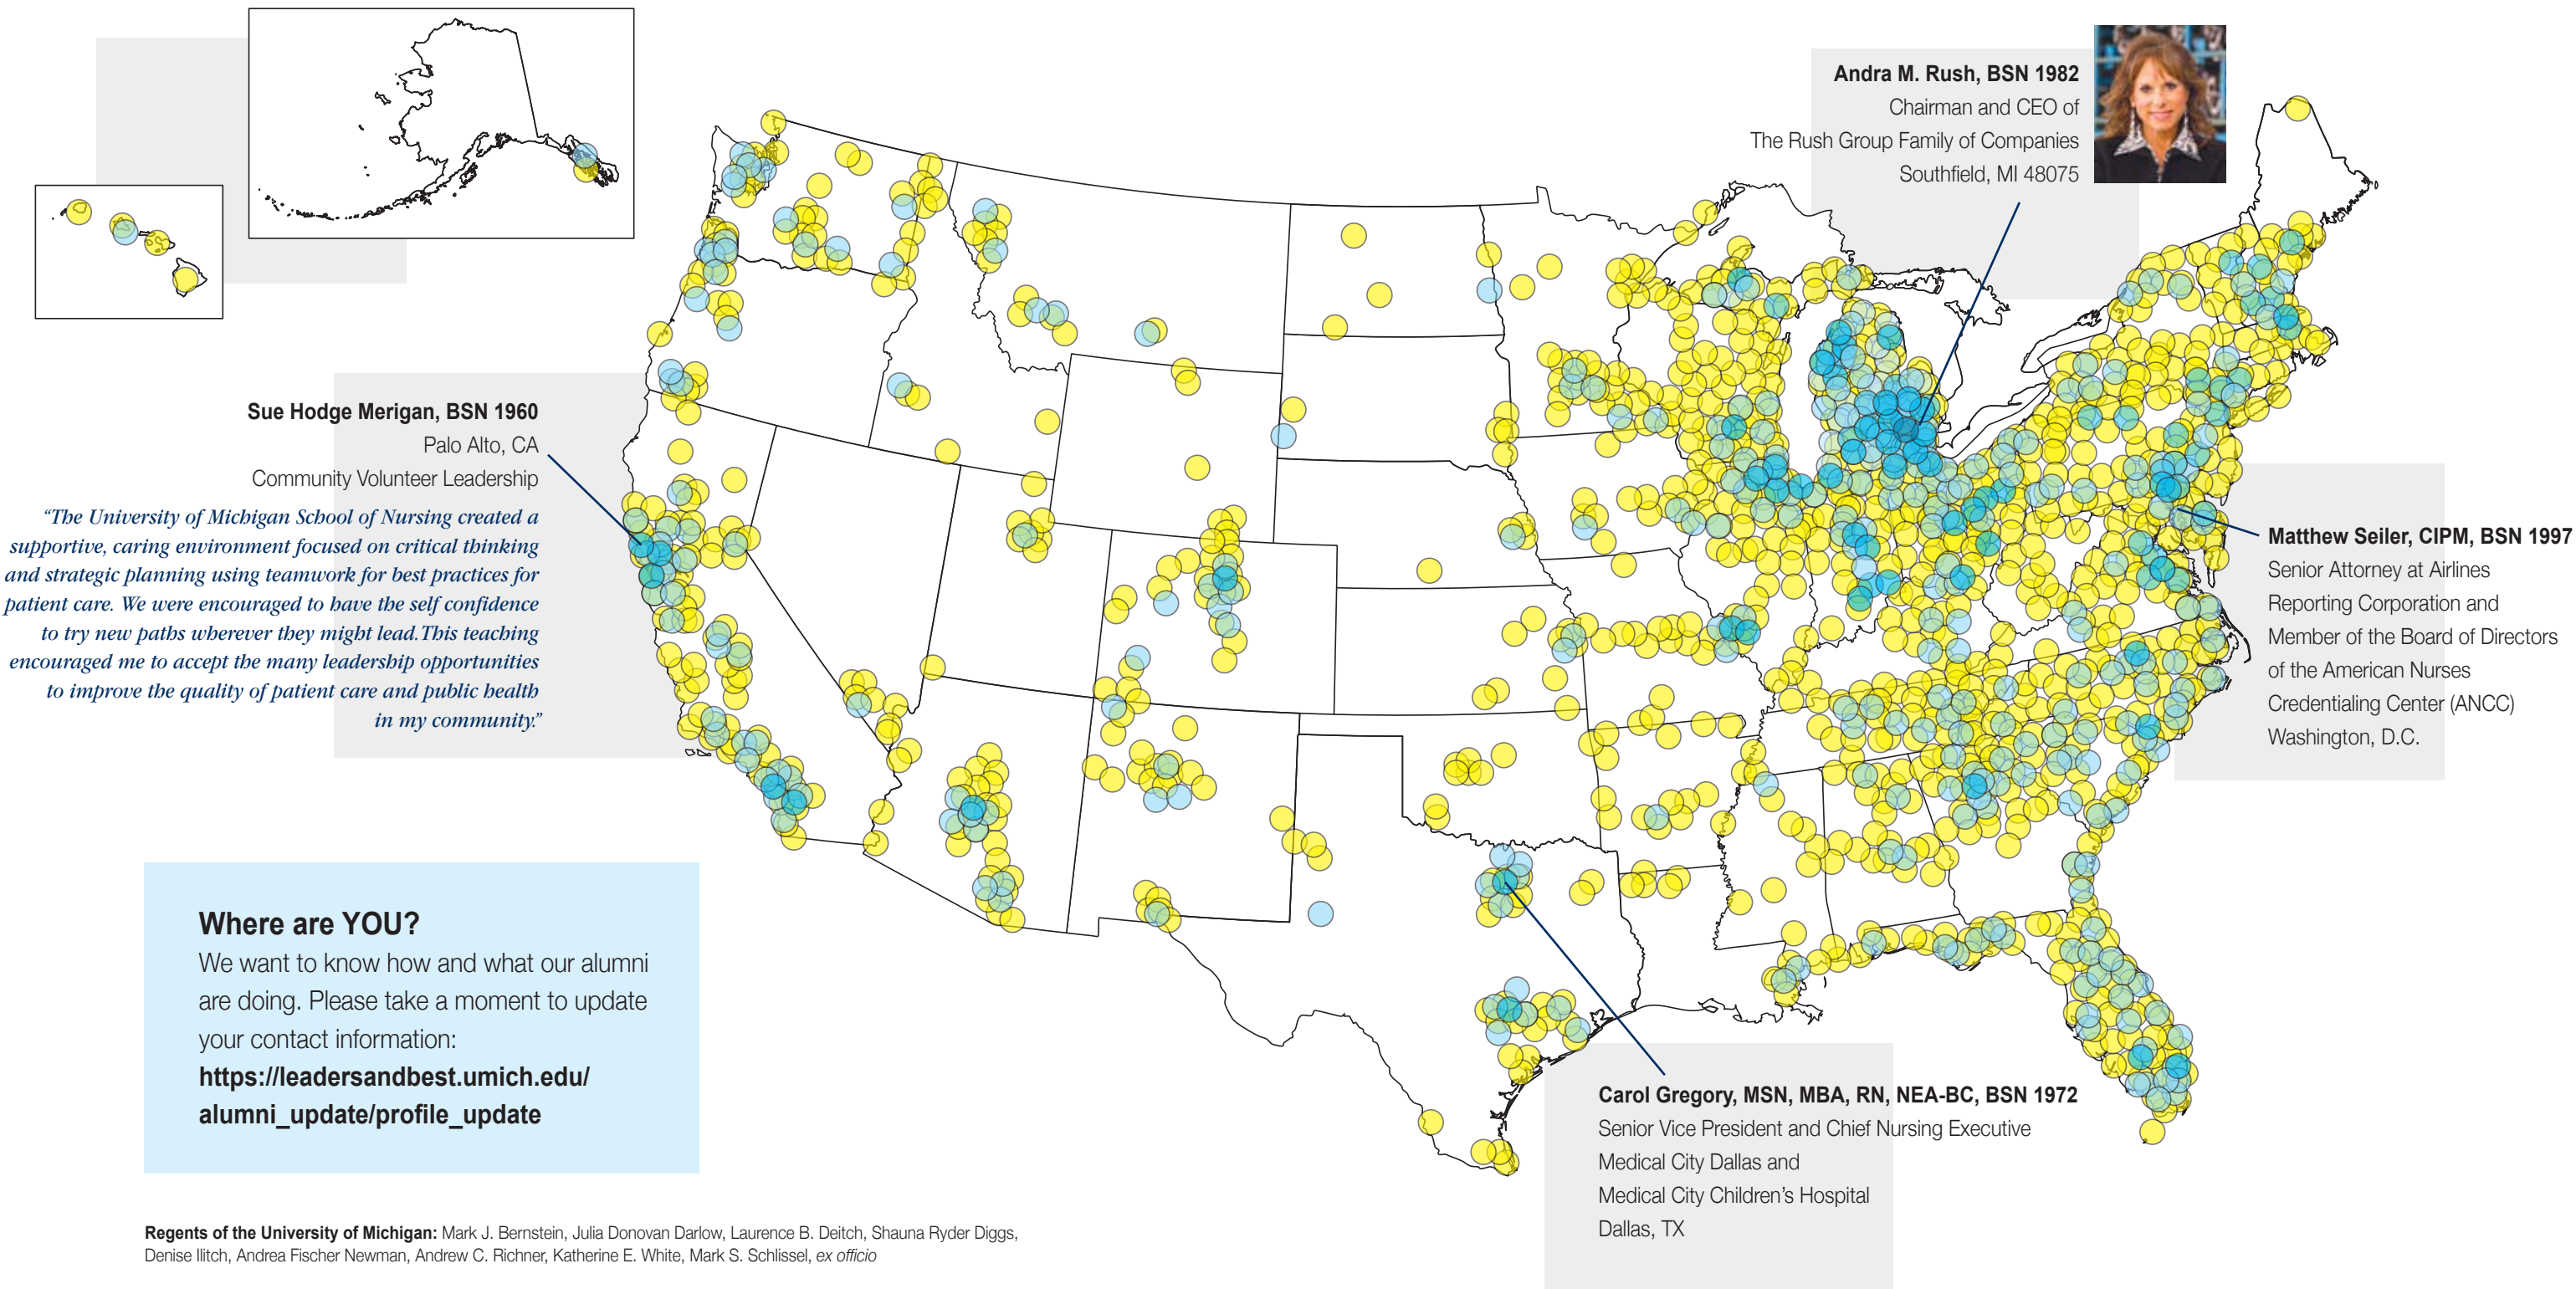 Andra M. Rush, BSN 1982
Chairman and CEO of
The Rush Group Family of Companies
Southfield, MI 48075
Sue Hodge Merigan, BSN 1960
Palo Alto, CA
Community Volunteer Leadership
“The University of Michigan School of Nursing created a
supportive, caring environment focused on critical thinking
and strategic planning using teamwork for best practices for
patient care. We were encouraged to have the self confidence
to try new paths wherever they might lead. This teaching
encouraged me to accept the many leadership opportunities
to improve the quality of patient care and public health
in my community.”
Matthew Seiler, CIPM, BSN 1997
Senior Attorney at Airlines
Reporting Corporation and
Member of the Board of Directors
of the American Nurses
Credentialing Center (ANCC)
Washington, D.C.
Where are YOU?
We want to know how and what our alumni
are doing. Please take a moment to update
your contact information:
https://leadersandbest.umich.edu/
alumni_update/profile_update
Carol Gregory, MSN, MBA, RN, NEA-BC, BSN 1972
Senior Vice President and Chief Nursing Executive
Medical City Dallas and
Medical City Children’s Hospital
Dallas, TX
Regents of the University of Michigan: Mark J. Bernstein, Julia Donovan Darlow, Laurence B. Deitch, Shauna Ryder Diggs,
Denise Ilitch, Andrea Fischer Newman, Andrew C. Richner, Katherine E. White, Mark S. Schlissel, ex officio